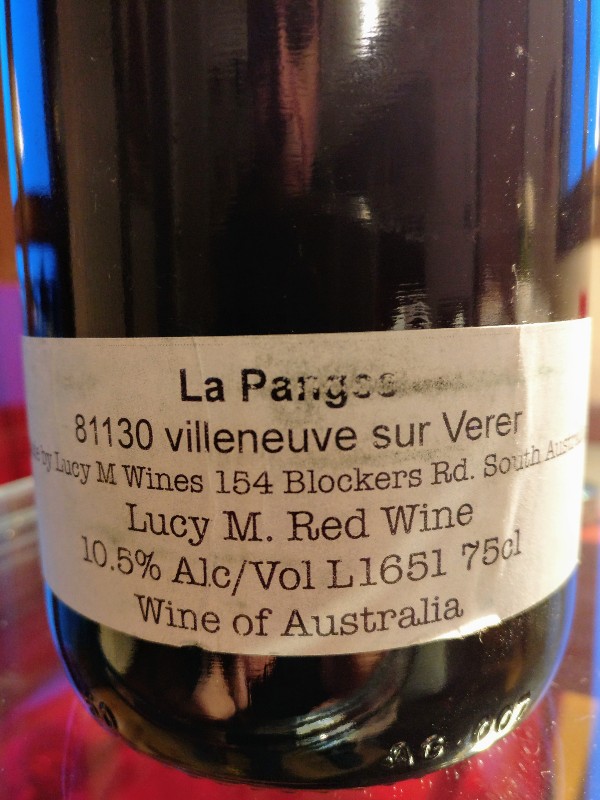 La Pangee
81130 villeneuve sur Verer
by Lucy M Wines 154 Blockers Rd. South
Lucy M. Red Wine
10.5% Alc/Vol L1651 75cl
Wine of Australia